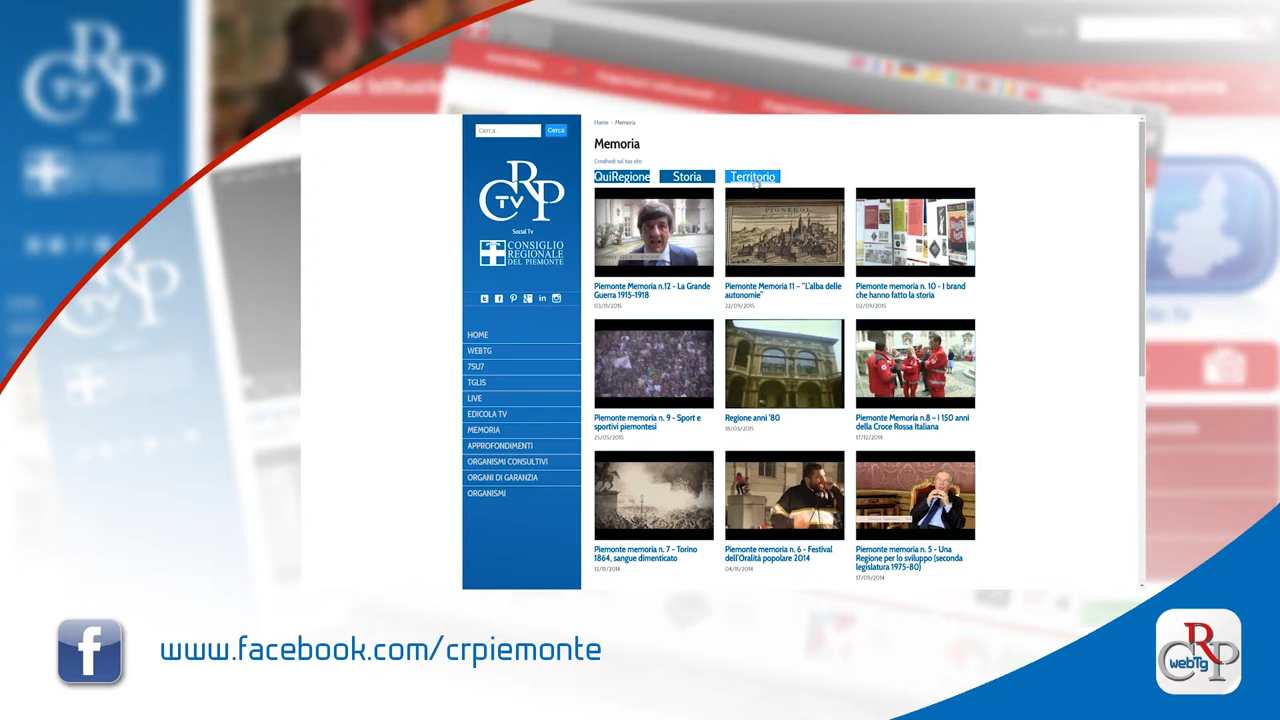 Cerca Cerca
CRP
TV
Social Tv
CONSIGLIO
REGIONALE
DEL PIEMONTE
HOME
WEBTG
7SU7
TGLIS
LIVE
EDICOLA TV
MEMORIA
APPROFONDIMENTI
ORGANISMI CONSULTIVI
ORGANI DI GARANZIA
ORGANISMI
Home - Memoria
Memoria
Condividi sul tuo sito
QuiRegione Storia Territorio
Piemonte Memoria n.12 - La Grande
Guerra 1915-1918
03/11/2015
Piemonte Memoria 11 - "L'alba delle
autonomie"
22/09/2015
Piemonte memoria n. 10 - I brand
che hanno fatto la storia
02/09/2015
Piemonte memoria n. 9 - Sport e
sportivi piemontesi
25/05/2015
Regione anni '80
18/03/2015
Piemonte Memoria n.8 - I 150 anni
della Croce Rossa Italiana
17/12/2014
Piemonte memoria n. 7 - Torino
1864, sangue dimenticato
12/11/2014
Piemonte memoria n. 6 - Festival
dell'Oralità popolare 2014
04/11/2014
Piemonte memoria n. 5 - Una
Regione per lo sviluppo (seconda
legislatura 1975-80)
17/09/2014
www.facebook.com/crpiemonte
CRP
webTg